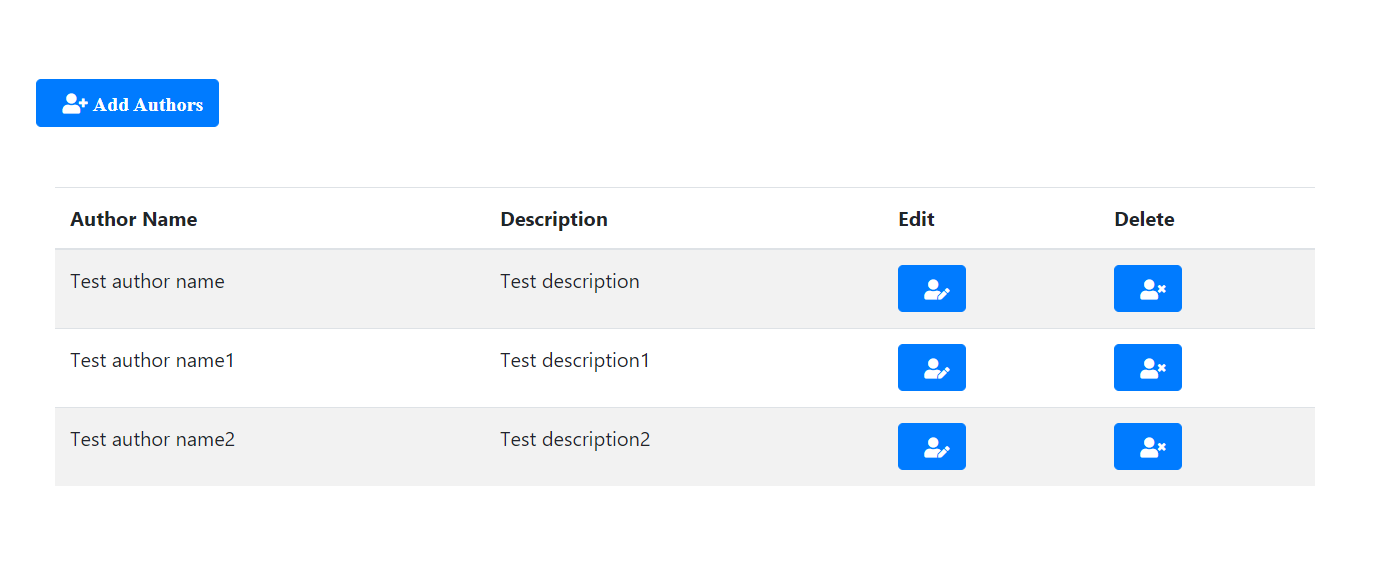 Add Authors
Author Name Description Edit Delete
Test author name Test description
Test author name1 Test description1
Test author name2 Test description2